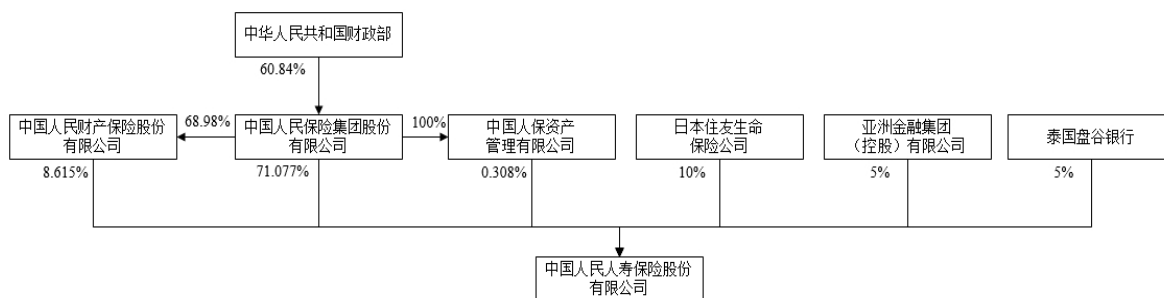 中华人民共和国财政部
60.84%
中国人民财产保险股份
有限公司
68.98%
中国人民保险集团股份
有限公司
100%
中国人保资产
管理有限公司
日本住友生命
保险公司
亚洲金融集团
（控股）有限公司
泰国盘谷银行
8.615%
71.077%
0.308%
10%
5%
5%
中国人民人寿保险股份
有限公司